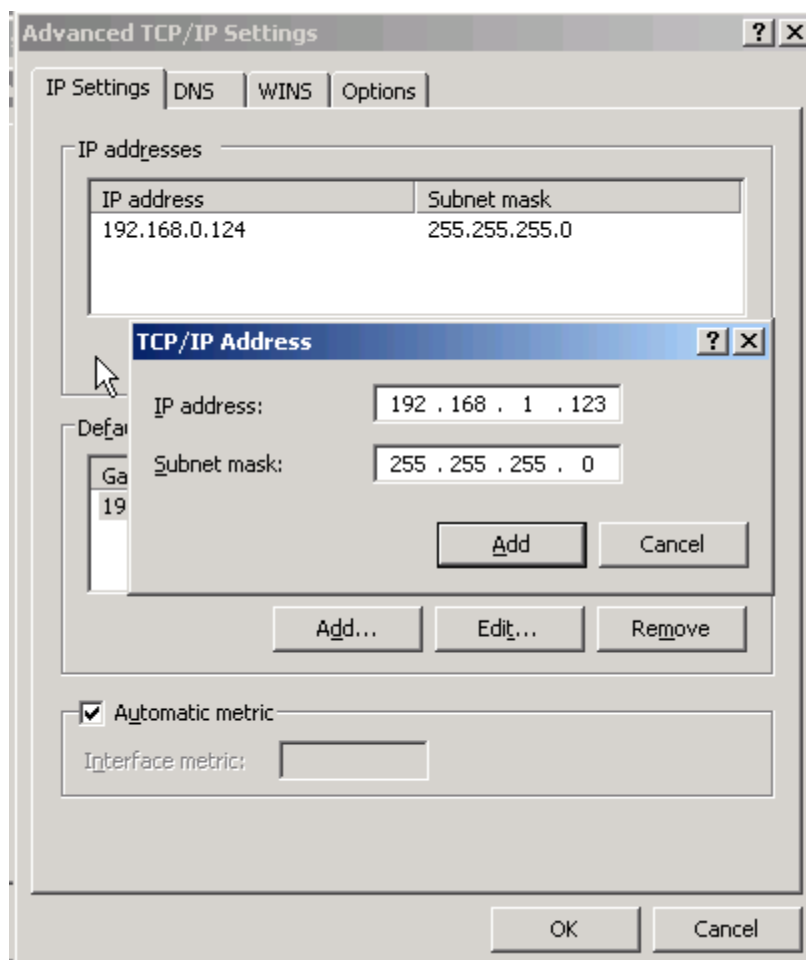 Advanced TCP/IP Settings
IP Settings DNS WINS Options
IP addresses
IP address Subnet mask
192.168.0.124 255.255.255.0
TCP/IP Address
IP address: 192 . 168 . 1 . 123
Subnet mask: 255 . 255 . 255 . 0
Add Cancel
Add... Edit... Remove
Automatic metric
Interface metric:
OK Cancel